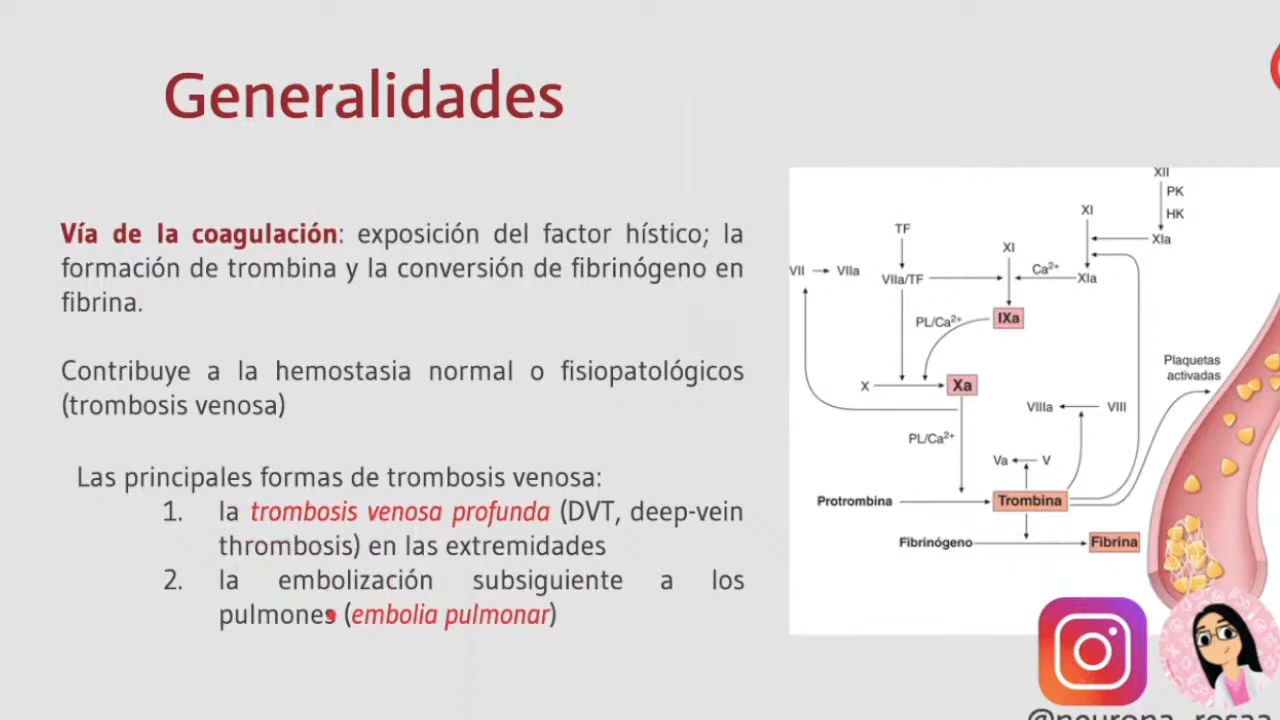 Generalidades
Vía de la coagulación: exposición del factor hístico; la
formación de trombina y la conversión de fibrinógeno en
fibrina.
Contribuye a la hemostasia normal o fisiopatológicos
(trombosis venosa)
Las principales formas de trombosis venosa:
1. la trombosis venosa profunda (DVT, deep-vein
thrombosis) en las extremidades
2. la embolización subsiguiente a los
pulmones (embolia pulmonar)
XII
PK
HK
XI
XIa
TF
XI
VII
VIIa
VIIa/TF
Ca2+
XIa
PL/Ca2+
IXa
Plaquetas
activadas
X
Xa
VIIIa
VIII
PL/Ca2+
Va
V
Protrombina
Trombina
Fibrinógeno
Fibrina